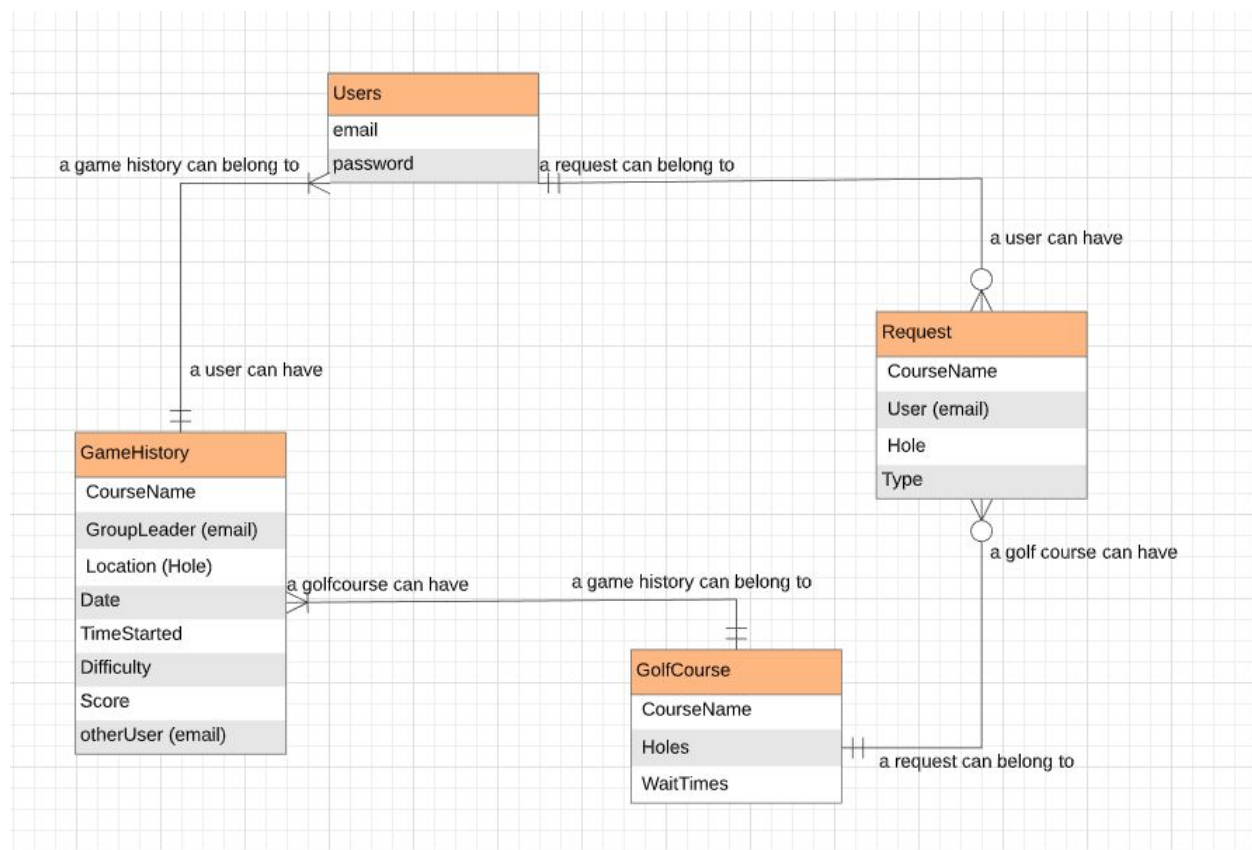 Users
email
password
a game history can belong to
a request can belong to
a user can have
Request
CourseName
User (email)
Hole
Type
a user can have
GameHistory
CourseName
GroupLeader (email)
Location (Hole)
Date
TimeStarted
Difficulty
Score
otherUser (email)
a golf course can have
a golfcourse can have
a game history can belong to
GolfCourse
CourseName
Holes
WaitTimes
a request can belong to